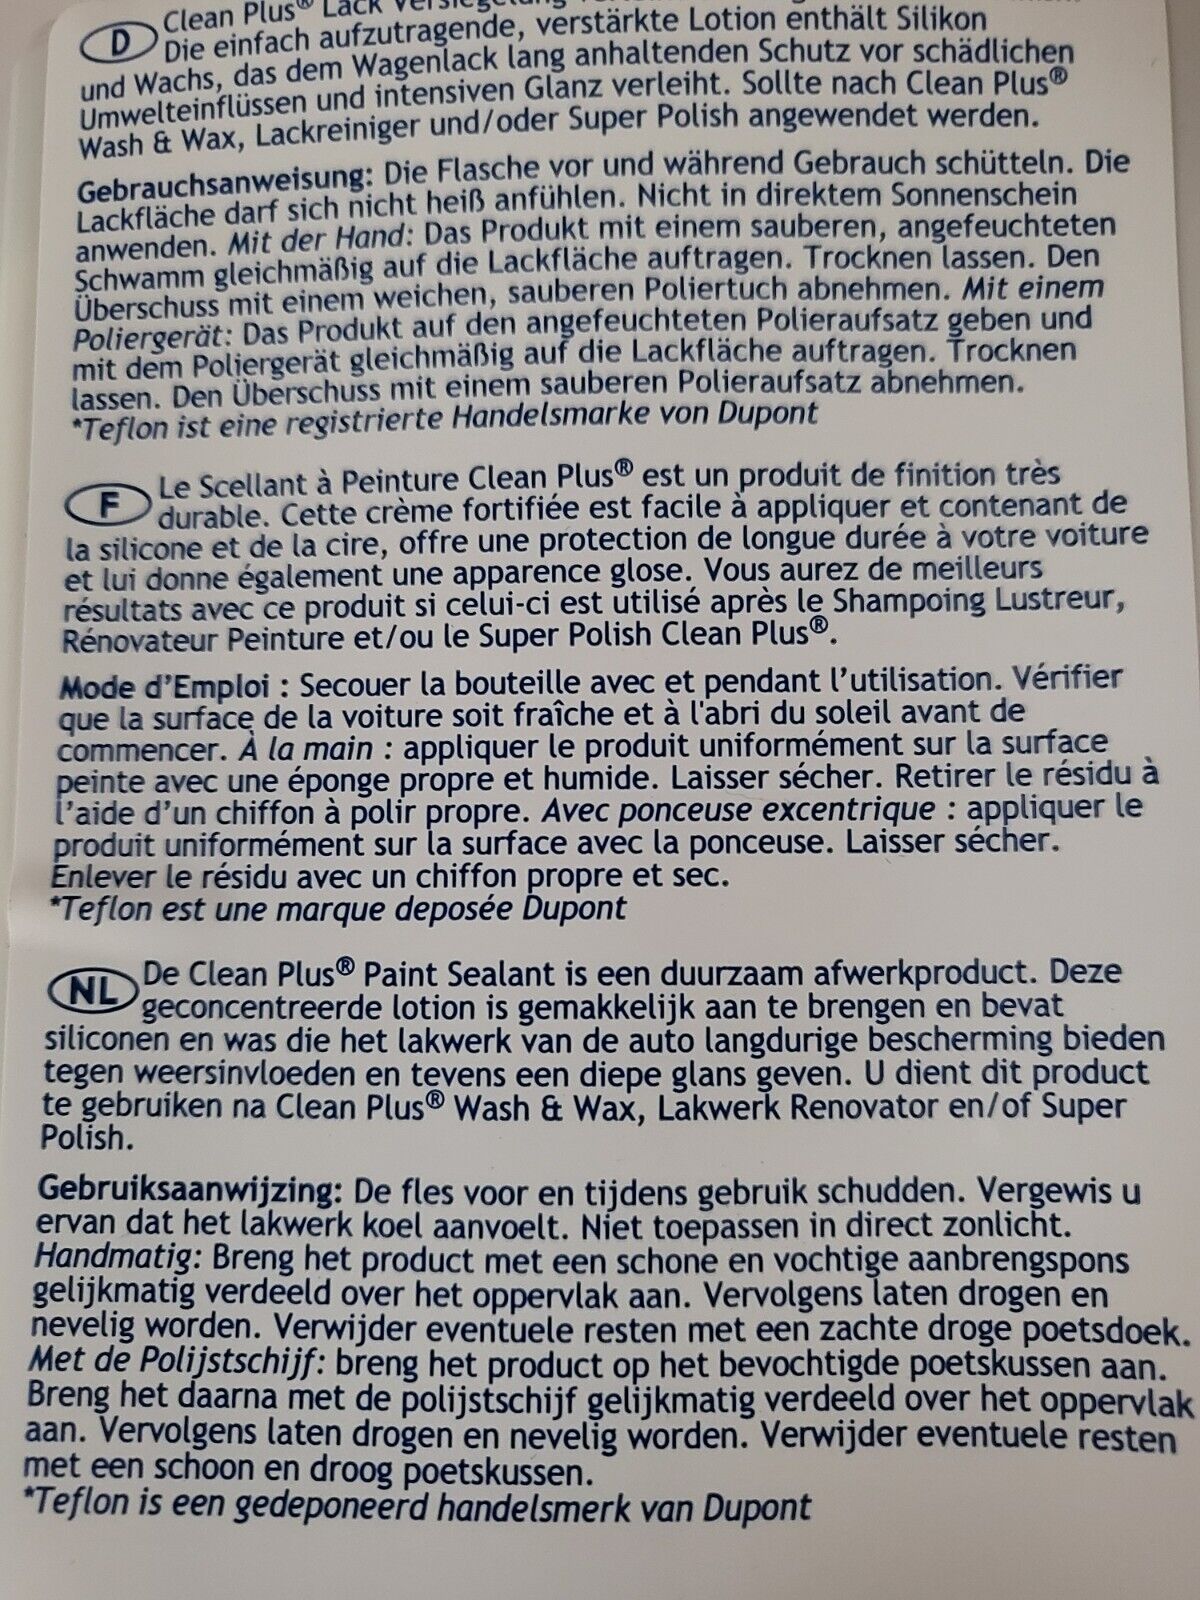 Clean Plus® Lack
D Die einfach aufzutragende, verstärkte Lotion enthält Silikon
und Wachs, das dem Wagenlack lang anhaltenden Schutz vor schädlichen
Umwelteinflüssen und intensiven Glanz verleiht. Sollte nach Clean Plus®
Wash & Wax, Lackreiniger und/oder Super Polish angewendet werden.
Gebrauchsanweisung: Die Flasche vor und während Gebrauch schütteln. Die
Lackfläche darf sich nicht heiß anfühlen. Nicht in direktem Sonnenschein
anwenden. Mit der Hand: Das Produkt mit einem sauberen, angefeuchteten
Schwamm gleichmäßig auf die Lackfläche auftragen. Trocknen lassen. Den
Überschuss mit einem weichen, sauberen Poliertuch abnehmen. Mit einem
Poliergerät: Das Produkt auf den angefeuchteten Polieraufsatz geben und
mit dem Poliergerät gleichmäßig auf die Lackfläche auftragen. Trocknen
lassen. Den Überschuss mit einem sauberen Polieraufsatz abnehmen.
*Teflon ist eine registrierte Handelsmarke von Dupont
F Le Scellant à Peinture Clean Plus® est un produit de finition très
durable. Cette crème fortifiée est facile à appliquer et contenant de
la silicone et de la cire, offre une protection de longue durée à votre voiture
et lui donne également une apparence glose. Vous aurez de meilleurs
résultats avec ce produit si celui-ci est utilisé après le Shampoing Lustreur,
Rénovateur Peinture et/ou le Super Polish Clean Plus®.
Mode d'Emploi : Secouer la bouteille avec et pendant l'utilisation. Vérifier
que la surface de la voiture soit fraîche et à l'abri du soleil avant de
commencer. À la main : appliquer le produit uniformément sur la surface
peinte avec une éponge propre et humide. Laisser sécher. Retirer le résidu à
l'aide d'un chiffon à polir propre. Avec ponceuse excentrique : appliquer le
produit uniformément sur la surface avec la ponceuse. Laisser sécher.
Enlever le résidu avec un chiffon propre et sec.
*Teflon est une marque deposée Dupont
NL De Clean Plus® Paint Sealant is een duurzaam afwerkproduct. Deze
geconcentreerde lotion is gemakkelijk aan te brengen en bevat
siliconen en was die het lakwerk van de auto langdurige bescherming bieden
tegen weersinvloeden en tevens een diepe glans geven. U dient dit product
te gebruiken na Clean Plus® Wash & Wax, Lakwerk Renovator en/of Super
Polish.
Gebruiksaanwijzing: De fles voor en tijdens gebruik schudden. Vergewis u
ervan dat het lakwerk koel aanvoelt. Niet toepassen in direct zonlicht.
Handmatig: Breng het product met een schone en vochtige aanbrengspons
gelijkmatig verdeeld over het oppervlak aan. Vervolgens laten drogen en
nevelig worden. Verwijder eventuele resten met een zachte droge poetsdoek.
Met de Polijstschijf: breng het product op het bevochtigde poetskussen aan.
Breng het daarna met de polijstschijf gelijkmatig verdeeld over het oppervlak
aan. Vervolgens laten drogen en nevelig worden. Verwijder eventuele resten
met een schoon en droog poetskussen.
*Teflon is een gedeponeerd handelsmerk van Dupont